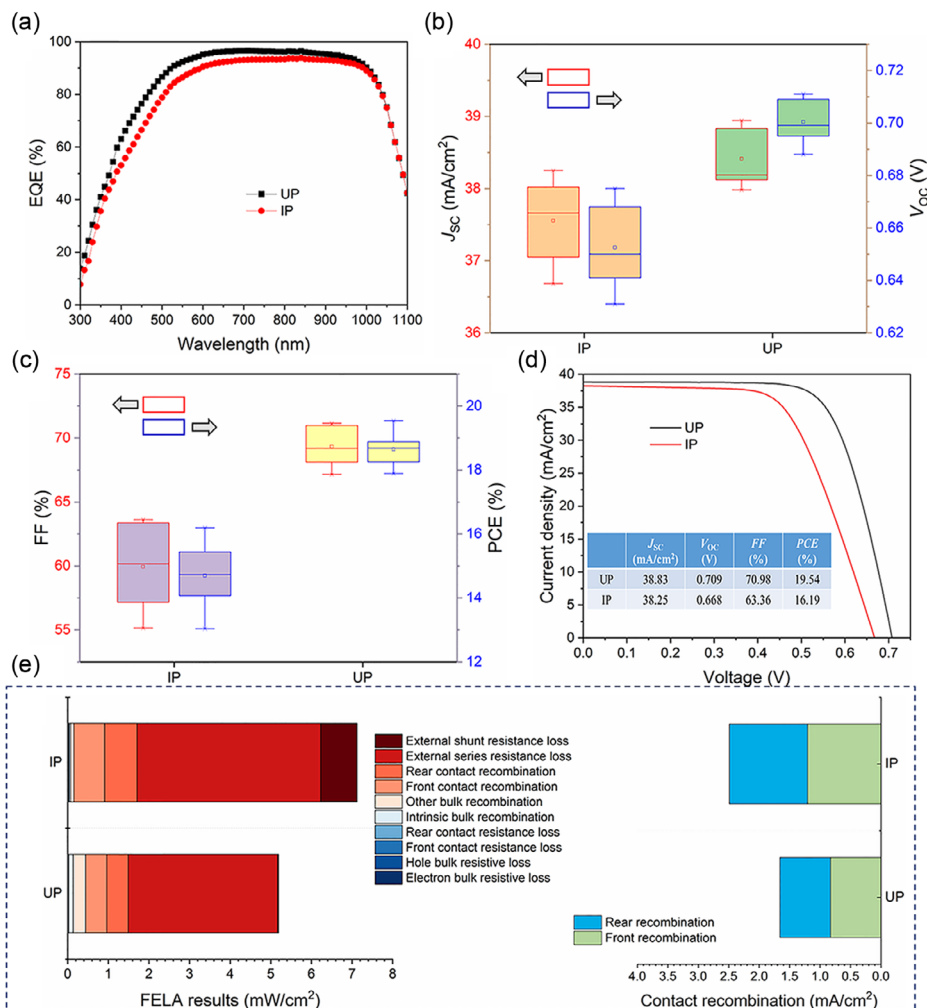 (a)
100
80
60
40
20
0
EQE (%)
UP
IP
300 400 500 600 700 800 900 1000 1100
Wavelength (nm)
(b)
40
39
38
37
36
J_SC (mA/cm²)
0.72
0.70
0.68
0.66
0.64
0.62
V_OC (V)
IP UP
(c)
75
70
65
60
55
FF (%)
20
18
16
14
12
PCE (%)
IP UP
(d)
40
35
30
25
20
15
10
5
0
Current density (mA/cm²)
UP
IP
J_SC (mA/cm²) V_OC (V) FF (%) PCE (%)
UP 38.83 0.709 70.98 19.54
IP 38.25 0.668 63.36 16.19
0.0 0.1 0.2 0.3 0.4 0.5 0.6 0.7
Voltage (V)
(e)
IP
UP
0 1 2 3 4 5 6 7 8
FELA results (mW/cm²)
External shunt resistance loss
External series resistance loss
Rear contact recombination
Front contact recombination
Other bulk recombination
Intrinsic bulk recombination
Rear contact resistance loss
Front contact resistance loss
Hole bulk resistive loss
Electron bulk resistive loss
IP
UP
Rear recombination
Front recombination
4.0 3.5 3.0 2.5 2.0 1.5 1.0 0.5 0.0
Contact recombination (mA/cm²)